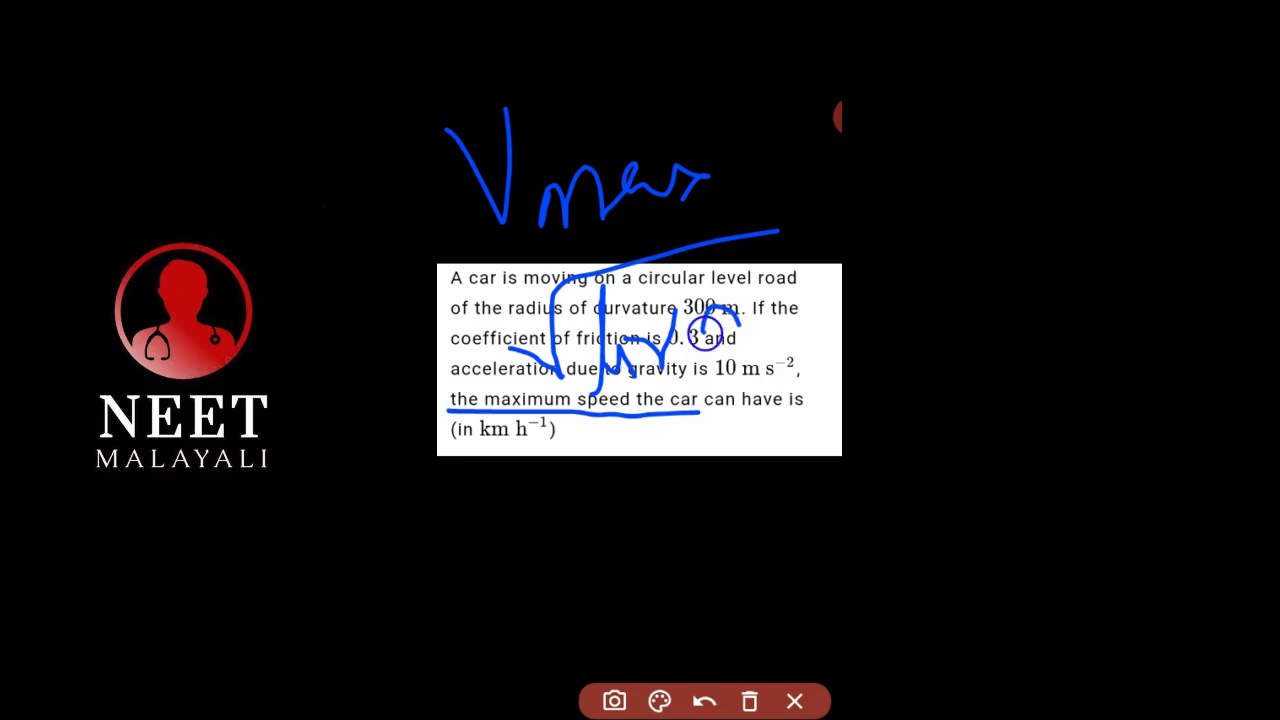 Vmax
A car is moving on a circular level road
of the radius of curvature 300 m. If the
coefficient of friction is 0.3 and
acceleration due to gravity is 10 m s⁻²,
the maximum speed the car can have is
(in km h⁻¹)
NEET
MALAYALI